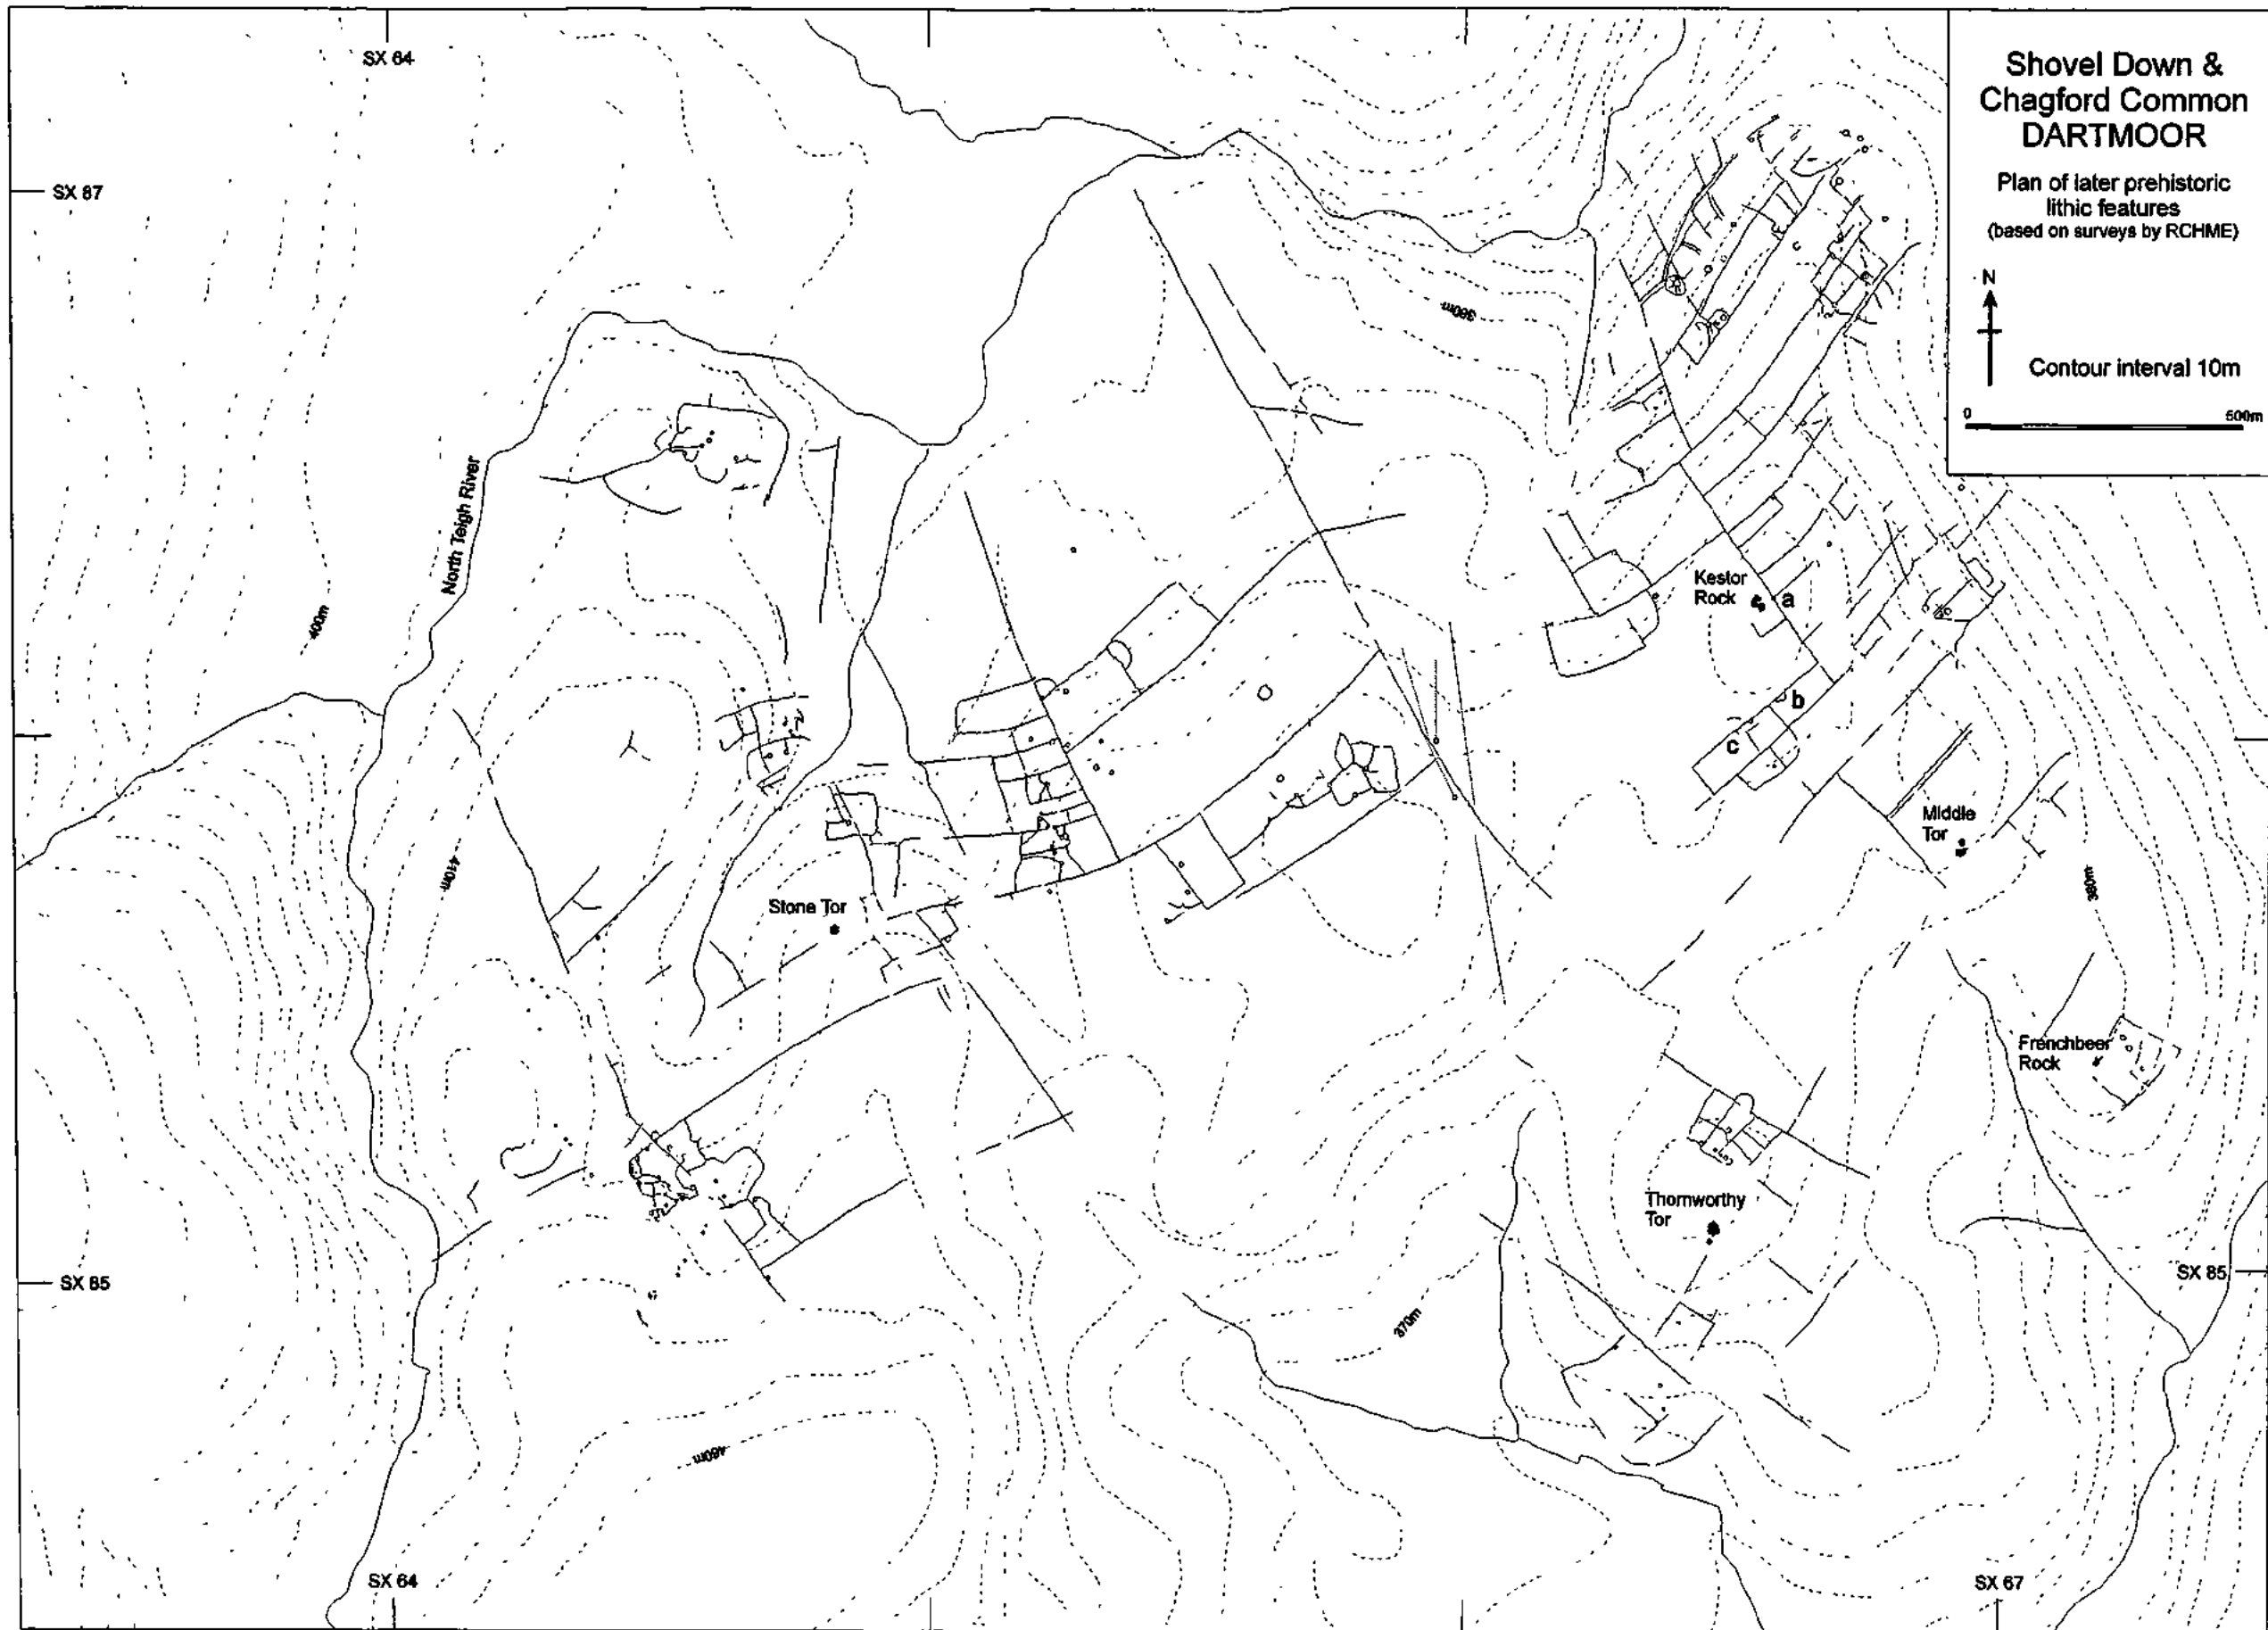 SX 64
Shovel Down &
Chagford Common
DARTMOOR
Plan of later prehistoric
lithic features
(based on surveys by RCHME)
N
Contour interval 10m
0 500m
SX 87
380m
North Teigh River
400m
Kestor
Rock
a
b
c
Middle
Tor
410m
380m
Stone Tor
Frenchbeer
Rock
Thornworthy
Tor
SX 85
SX 85
370m
460m
SX 64
SX 67